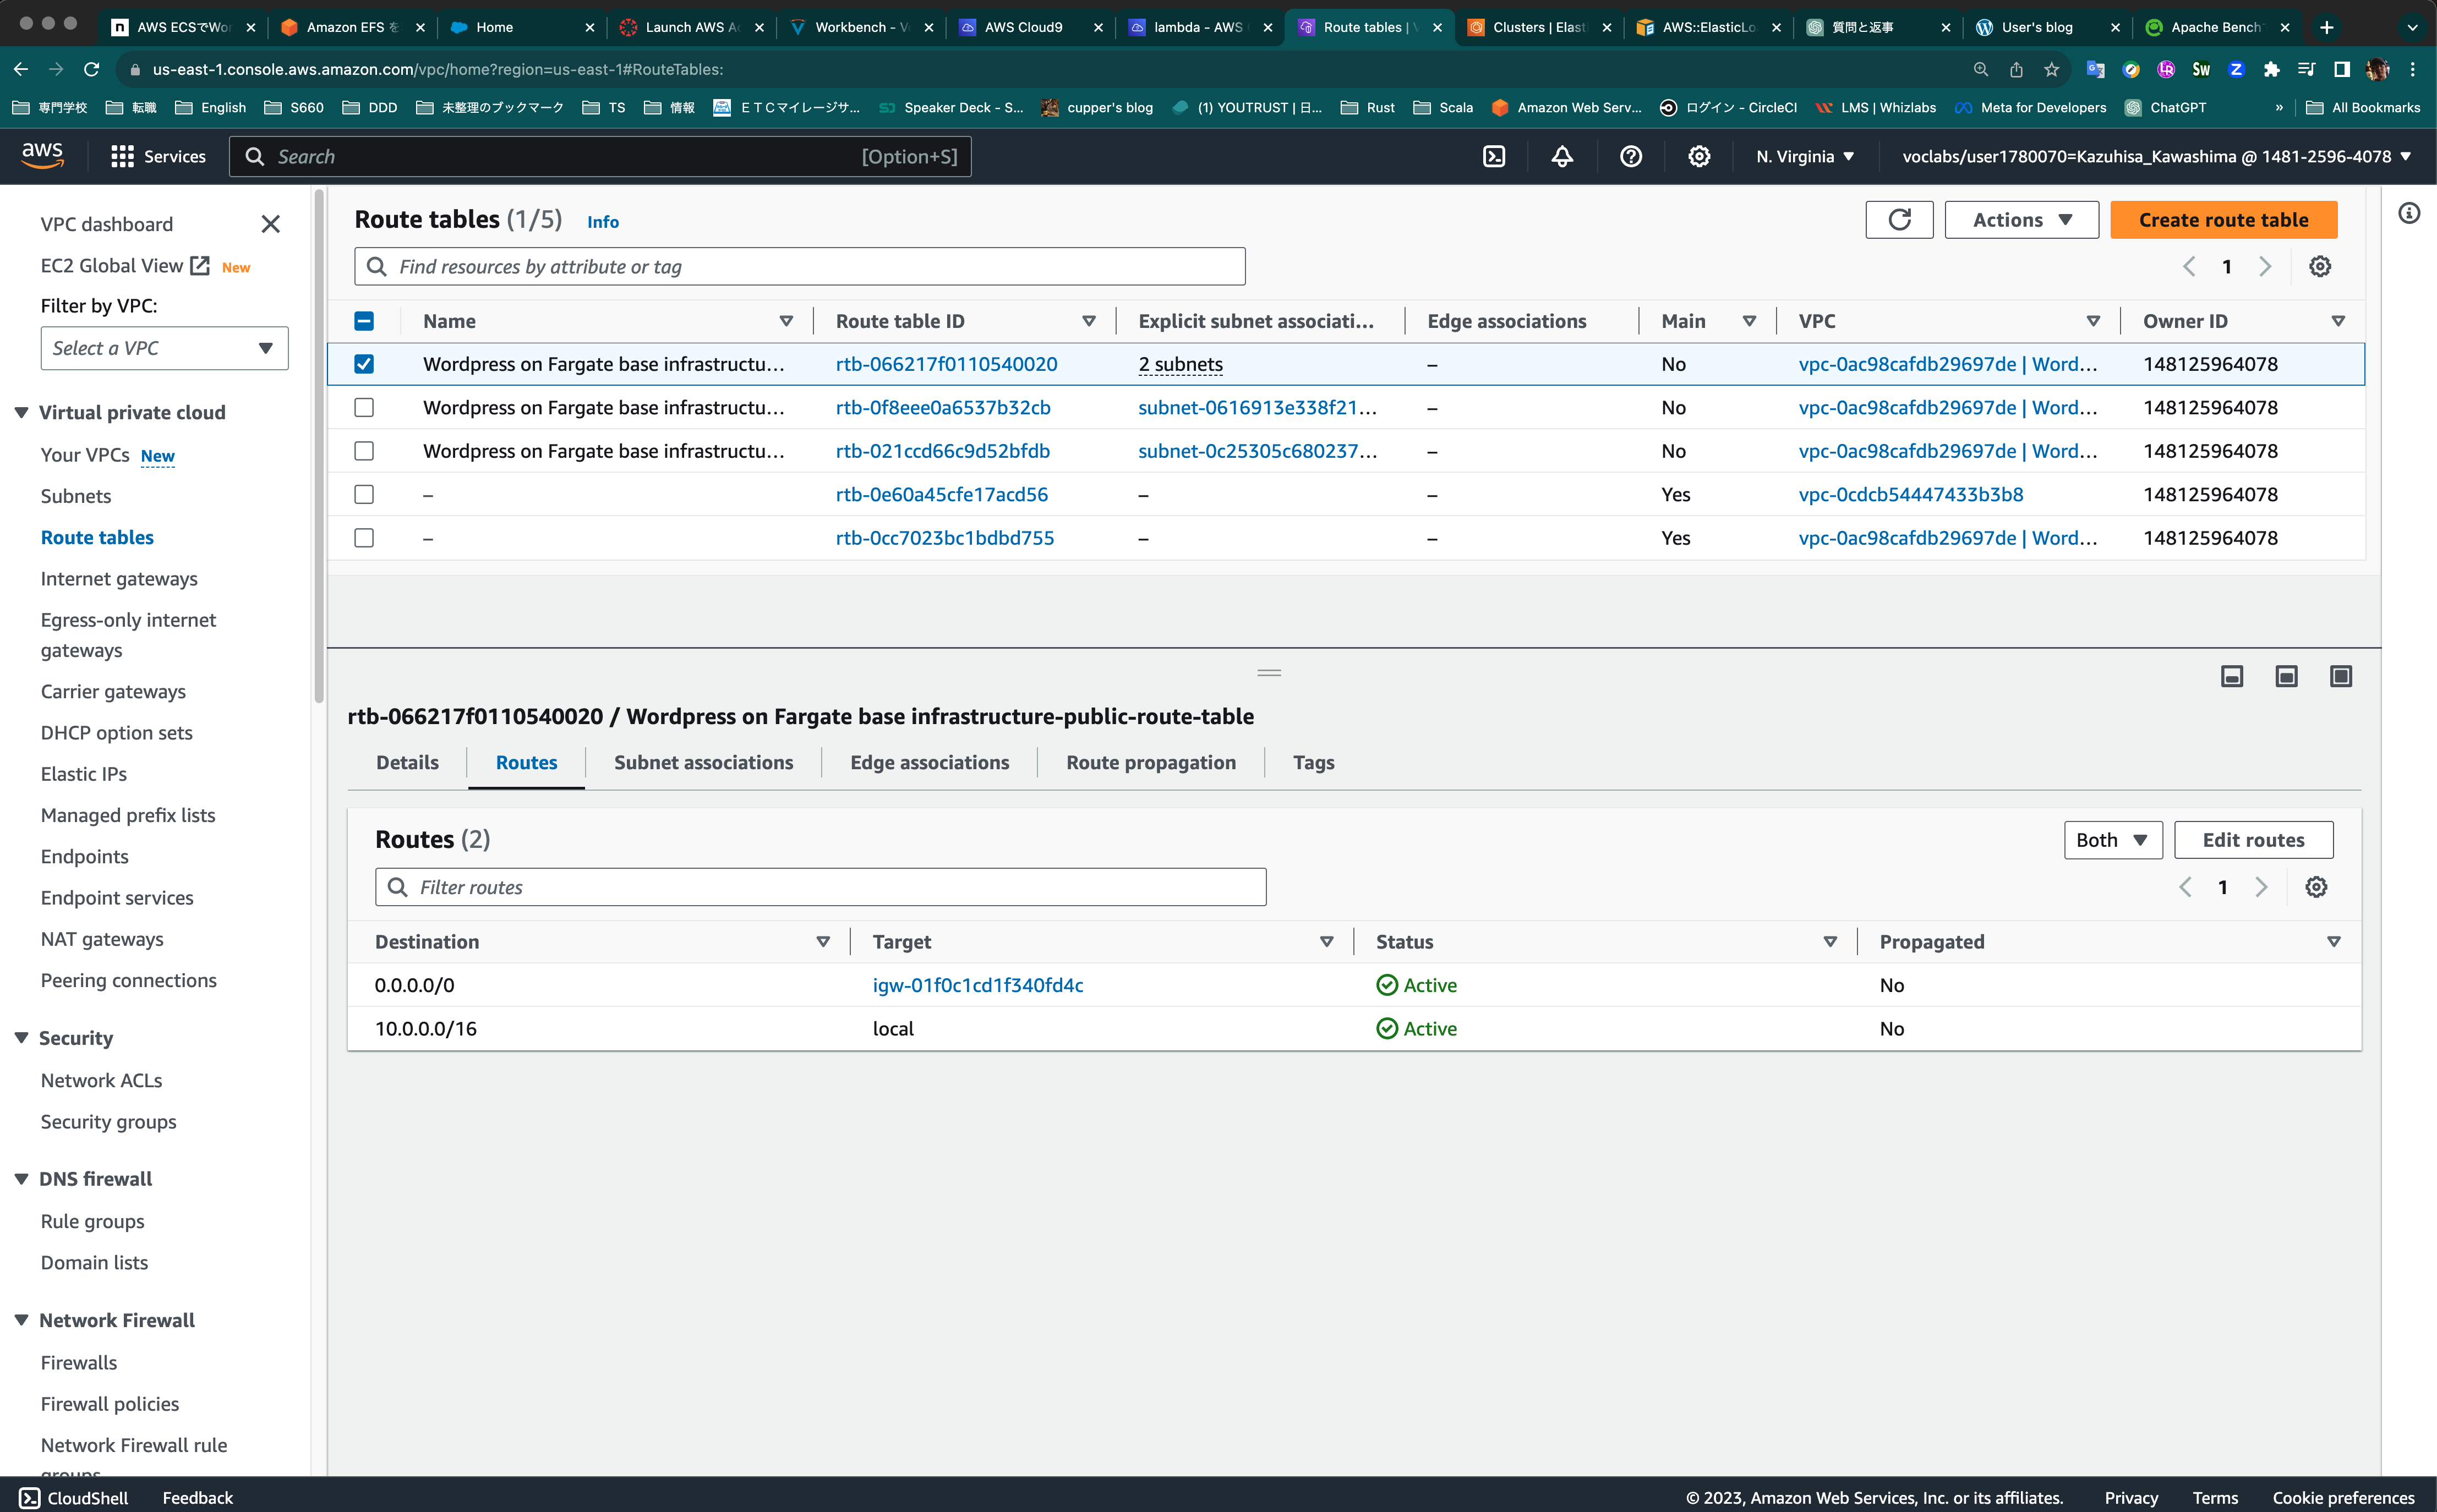 AWS ECSでWor
Amazon EFS を
Home
Launch AWS Ac
Workbench - Vo
AWS Cloud9
lambda - AWS
Route tables | V
Clusters | Elasti
AWS::ElasticLo
質問と返事
User's blog
Apache Bench
us-east-1.console.aws.amazon.com/vpc/home?region=us-east-1#RouteTables:
専門学校
転職
English
S660
DDD
未整理のブックマーク
TS
情報
ＥＴＣマイレージサ...
Speaker Deck - S...
cupper's blog
(1) YOUTRUST | 日...
Rust
Scala
Amazon Web Serv...
ログイン - CircleCI
LMS | Whizlabs
Meta for Developers
ChatGPT
»
All Bookmarks
aws
Services
Search
[Option+S]
N. Virginia
voclabs/user1780070=Kazuhisa_Kawashima @ 1481-2596-4078
VPC dashboard
EC2 Global View New
Filter by VPC:
Select a VPC
Virtual private cloud
Your VPCs New
Subnets
Route tables
Internet gateways
Egress-only internet
gateways
Carrier gateways
DHCP option sets
Elastic IPs
Managed prefix lists
Endpoints
Endpoint services
NAT gateways
Peering connections
Security
Network ACLs
Security groups
DNS firewall
Rule groups
Domain lists
Network Firewall
Firewalls
Firewall policies
Network Firewall rule
groups
Route tables (1/5) Info
Actions
Create route table
Find resources by attribute or tag
1
Name Route table ID Explicit subnet associati... Edge associations Main VPC Owner ID
Wordpress on Fargate base infrastructu... rtb-066217f0110540020 2 subnets – No vpc-0ac98cafdb29697de | Word... 148125964078
Wordpress on Fargate base infrastructu... rtb-0f8eee0a6537b32cb subnet-0616913e338f21... – No vpc-0ac98cafdb29697de | Word... 148125964078
Wordpress on Fargate base infrastructu... rtb-021ccd66c9d52bfdb subnet-0c25305c680237... – No vpc-0ac98cafdb29697de | Word... 148125964078
– rtb-0e60a45cfe17acd56 – – Yes vpc-0cdcb54447433b3b8 148125964078
– rtb-0cc7023bc1bdbd755 – – Yes vpc-0ac98cafdb29697de | Word... 148125964078
rtb-066217f0110540020 / Wordpress on Fargate base infrastructure-public-route-table
Details Routes Subnet associations Edge associations Route propagation Tags
Routes (2)
Both
Edit routes
Filter routes
1
Destination Target Status Propagated
0.0.0.0/0 igw-01f0c1cd1f340fd4c Active No
10.0.0.0/16 local Active No
CloudShell Feedback
© 2023, Amazon Web Services, Inc. or its affiliates. Privacy Terms Cookie preferences